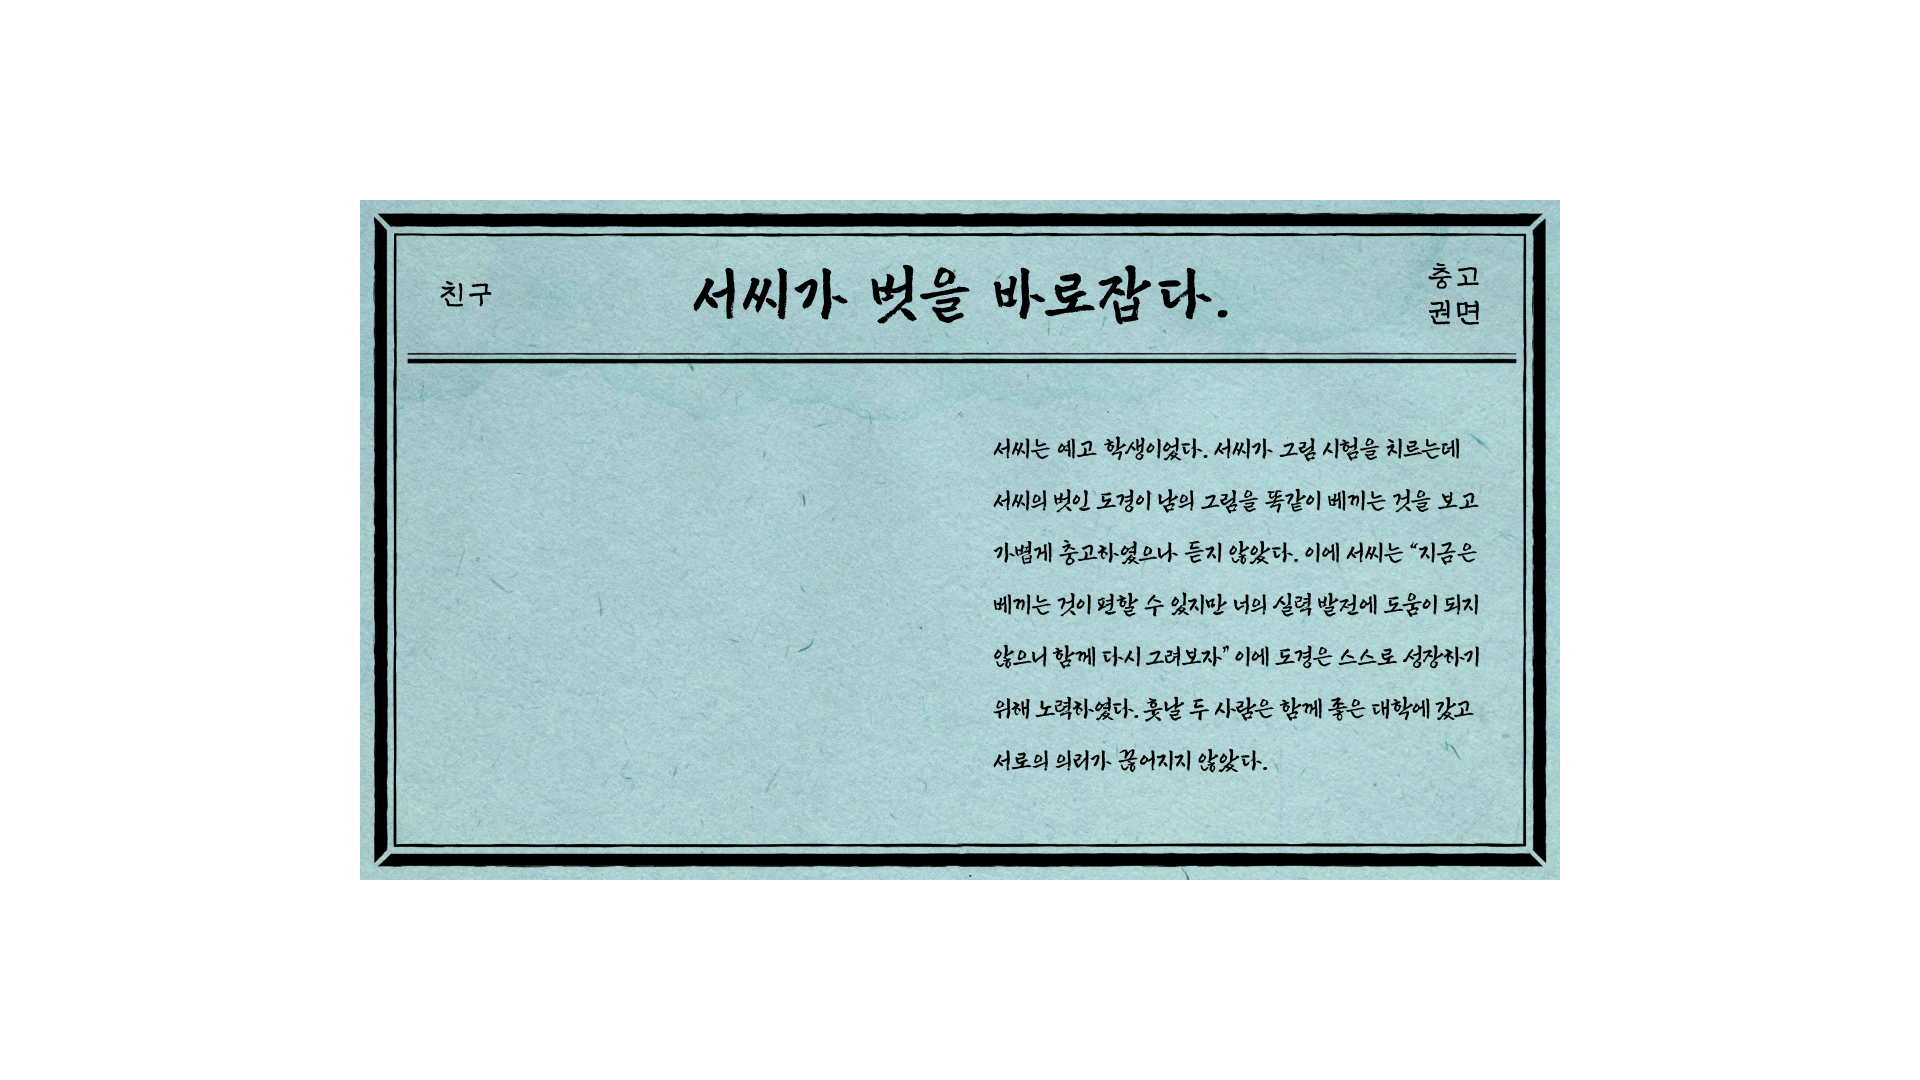 친구
서씨가 벗을 바로잡다.
충고
권면
서씨는 예고 학생이었다. 서씨가 그림 시험을 치르는데
서씨의 벗인 도경이 남의 그림을 똑같이 베끼는 것을 보고
가볍게 충고하였으나 듣지 않았다. 이에 서씨는 “지금은
베끼는 것이 편할 수 있지만 너의 실력 발전에 도움이 되지
않으니 함께 다시 그려보자” 이에 도경은 스스로 성장하기
위해 노력하였다. 훗날 두 사람은 함께 좋은 대학에 갔고
서로의 의리가 끊어지지 않았다.